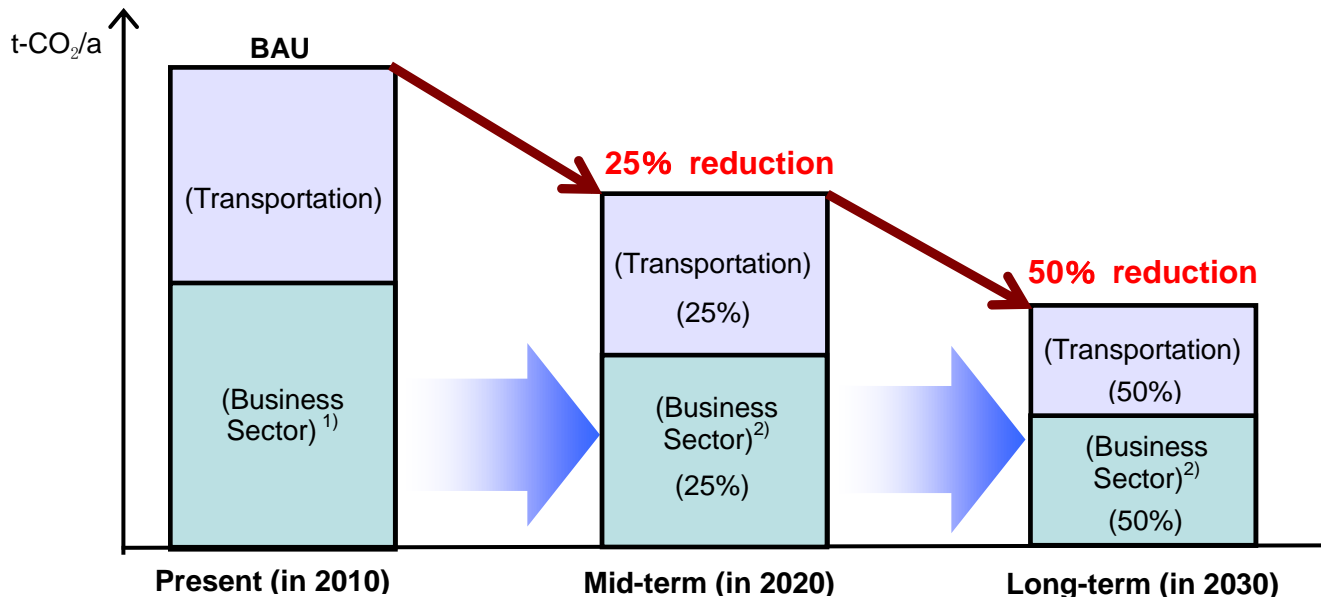 t-CO₂/a
BAU
(Transportation)
(Business
Sector) ¹⁾
25% reduction
(Transportation)
(25%)
(Business
Sector)²⁾
(25%)
50% reduction
(Transportation)
(50%)
(Business
Sector)²⁾
(50%)
Present (in 2010)
Mid-term (in 2020)
Long-term (in 2030)